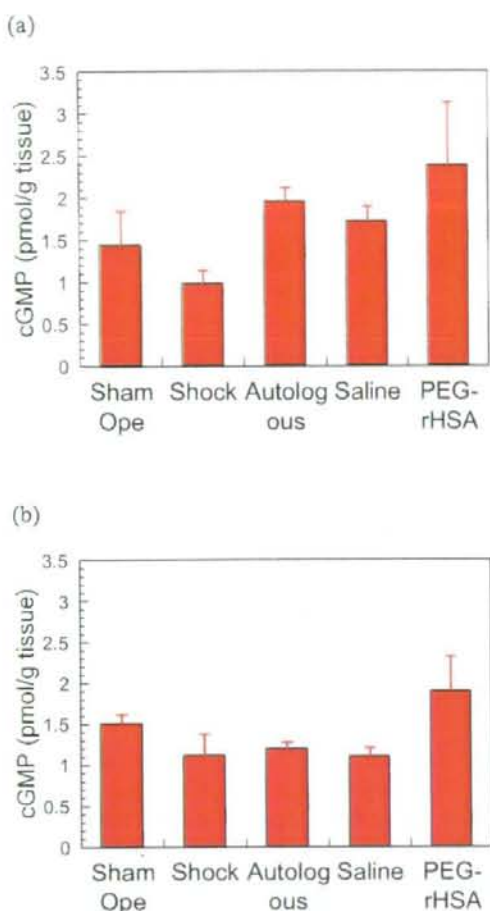 (a)
3.5
3
2.5
2
1.5
1
0.5
0
cGMP (pmol/g tissue)
Sham Shock Autolog Saline PEG-
Ope ous rHSA
(b)
3.5
3
2.5
2
1.5
1
0.5
0
cGMP (pmol/g tissue)
Sham Shock Autolog Saline PEG-
Ope ous rHSA